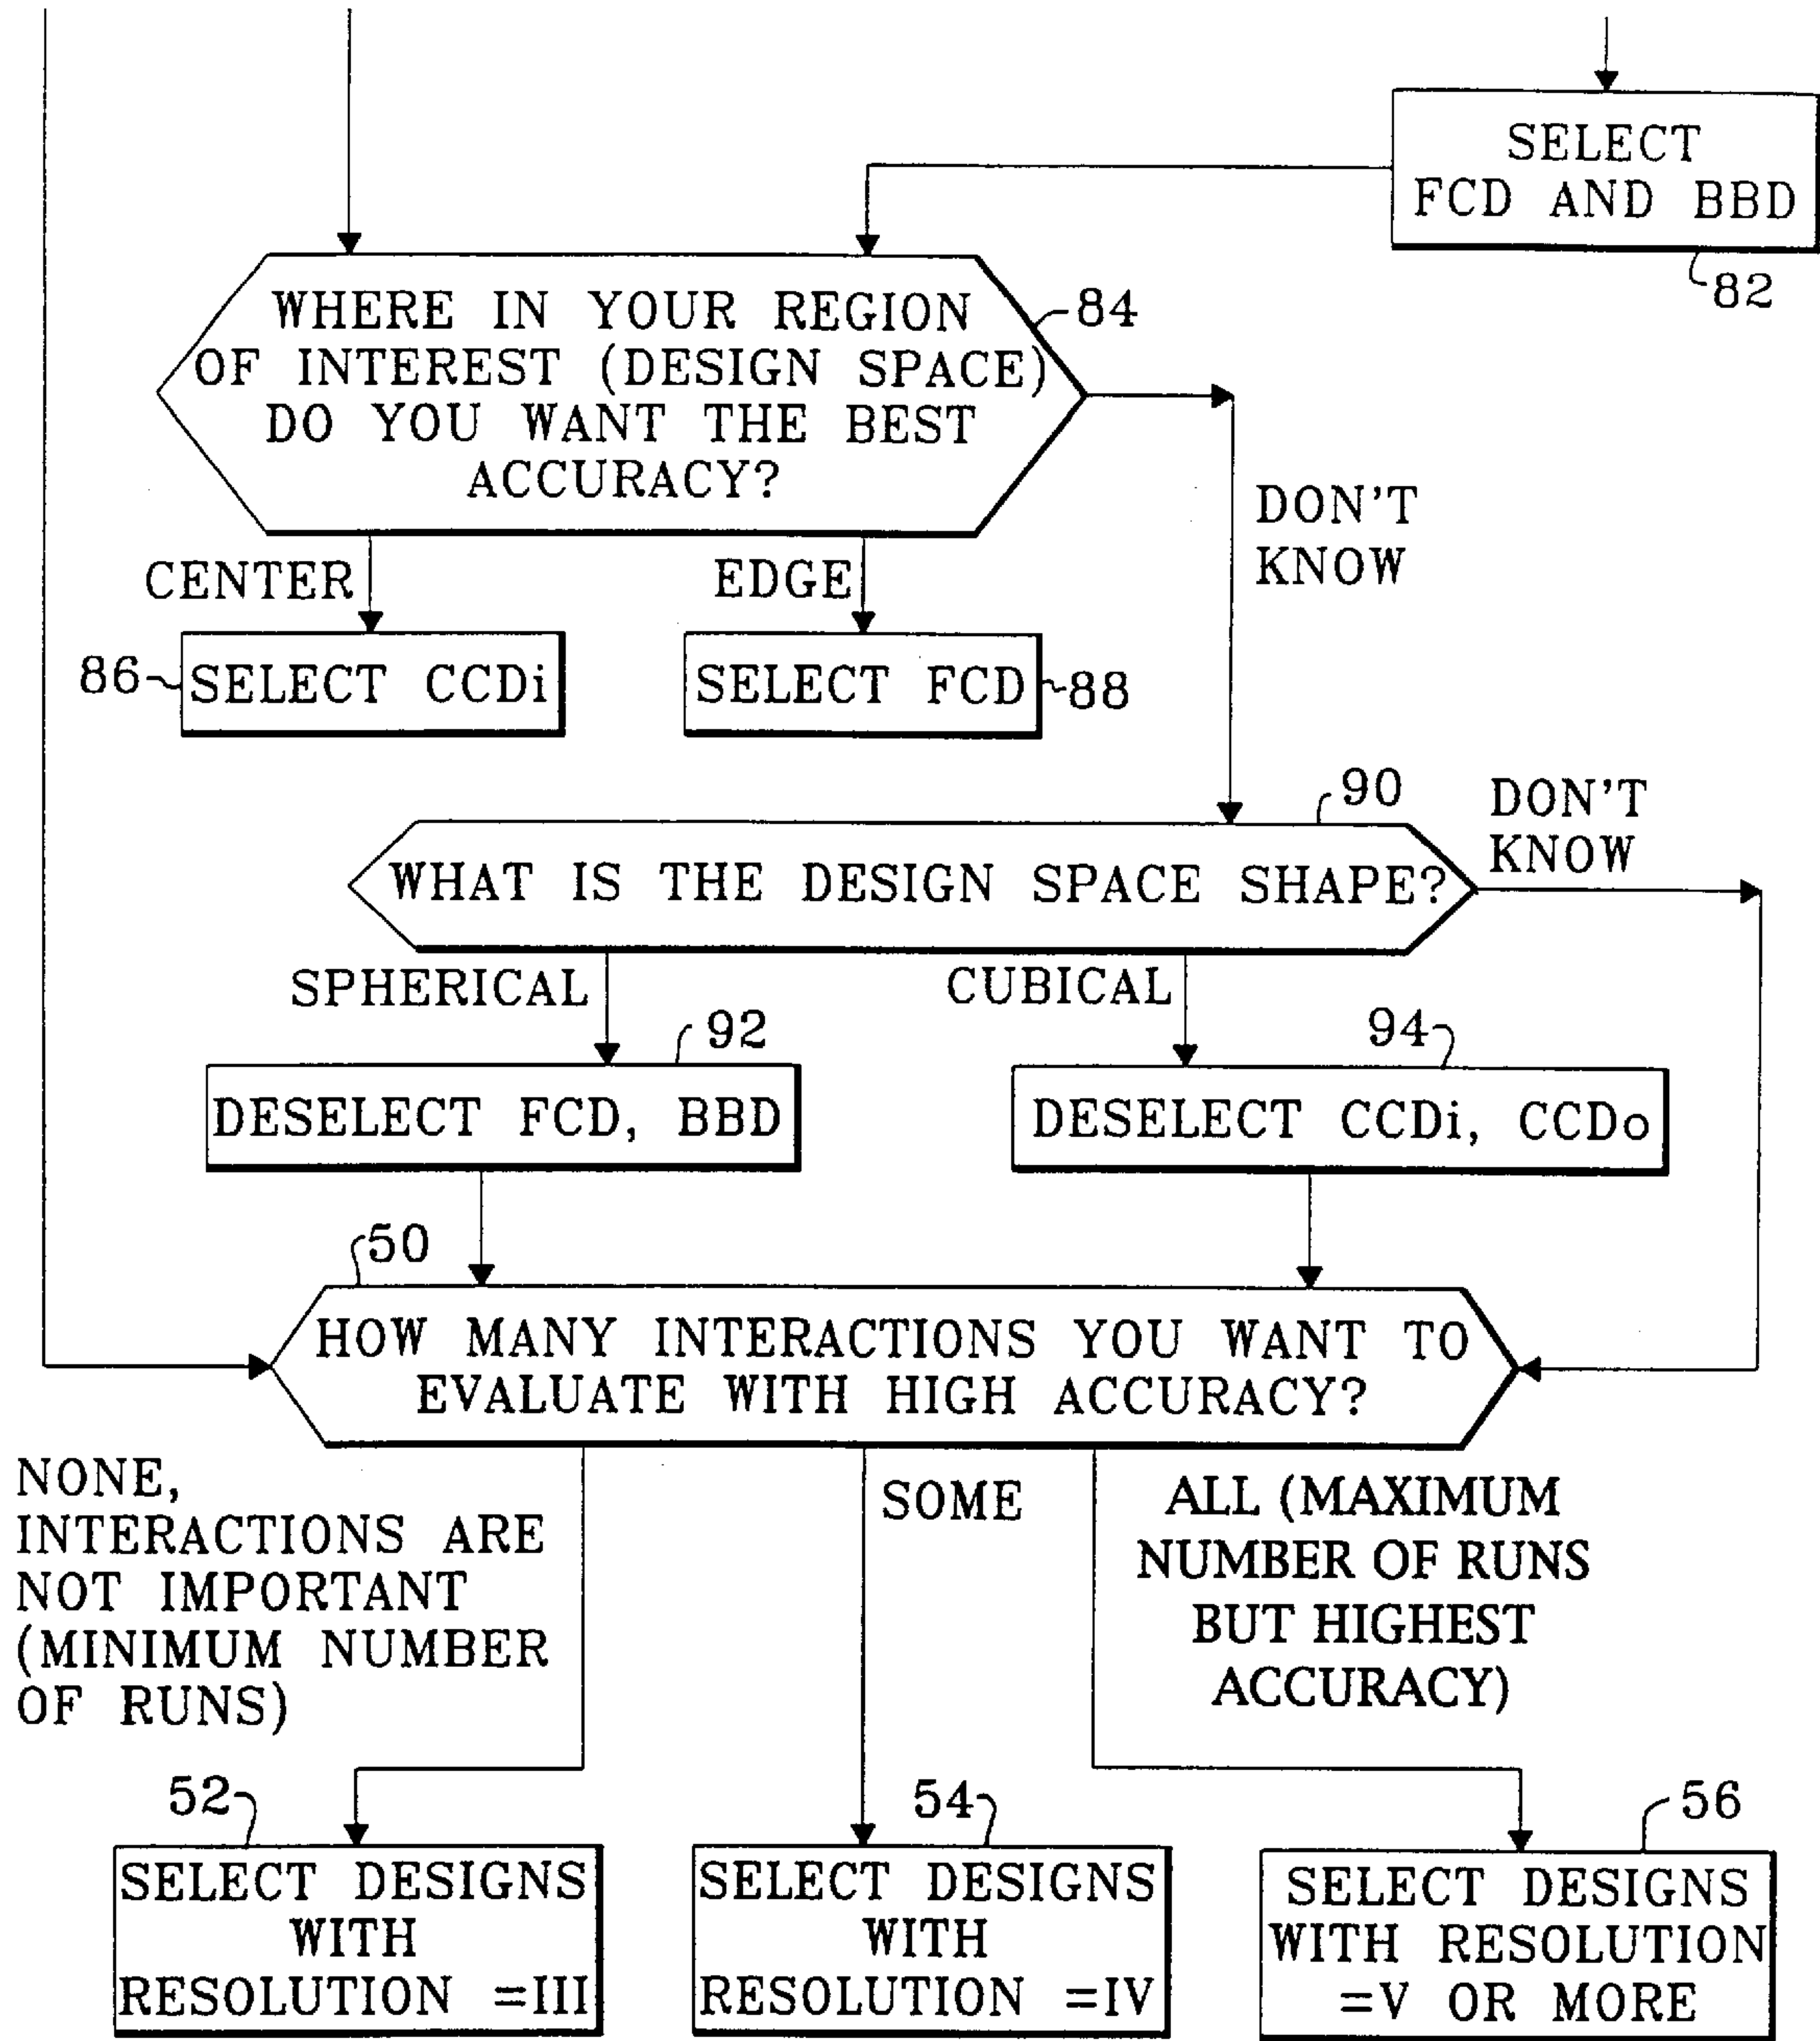 SELECT
FCD AND BBD
82
WHERE IN YOUR REGION
OF INTEREST (DESIGN SPACE)
DO YOU WANT THE BEST
ACCURACY?
84
DON'T
KNOW
CENTER
EDGE
86
SELECT CCDi
SELECT FCD
88
90
DON'T
KNOW
WHAT IS THE DESIGN SPACE SHAPE?
SPHERICAL
CUBICAL
92
94
DESELECT FCD, BBD
DESELECT CCDi, CCDo
50
HOW MANY INTERACTIONS YOU WANT TO
EVALUATE WITH HIGH ACCURACY?
NONE,
INTERACTIONS ARE
NOT IMPORTANT
(MINIMUM NUMBER
OF RUNS)
SOME
ALL (MAXIMUM
NUMBER OF RUNS
BUT HIGHEST
ACCURACY)
52
54
56
SELECT DESIGNS
WITH
RESOLUTION =III
SELECT DESIGNS
WITH
RESOLUTION =IV
SELECT DESIGNS
WITH RESOLUTION
=V OR MORE